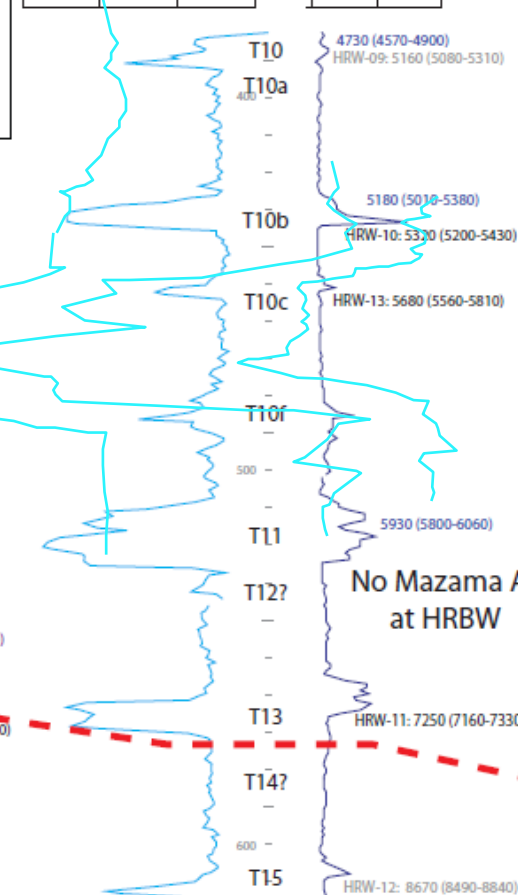 4730 (4570-4900)
T10
HRW-09: 5160 (5080-5310)
T10a
400
5180 (5010-5380)
T10b
HRW-10: 5320 (5200-5430)
T10c
HRW-13: 5680 (5560-5810)
T10f
500
5930 (5800-6060)
T11
No Mazama A
T12?
at HRBW
)
T13
HRW-11: 7250 (7160-7330
0)
T14?
600
T15
HRW-12: 8670 (8490-8840)